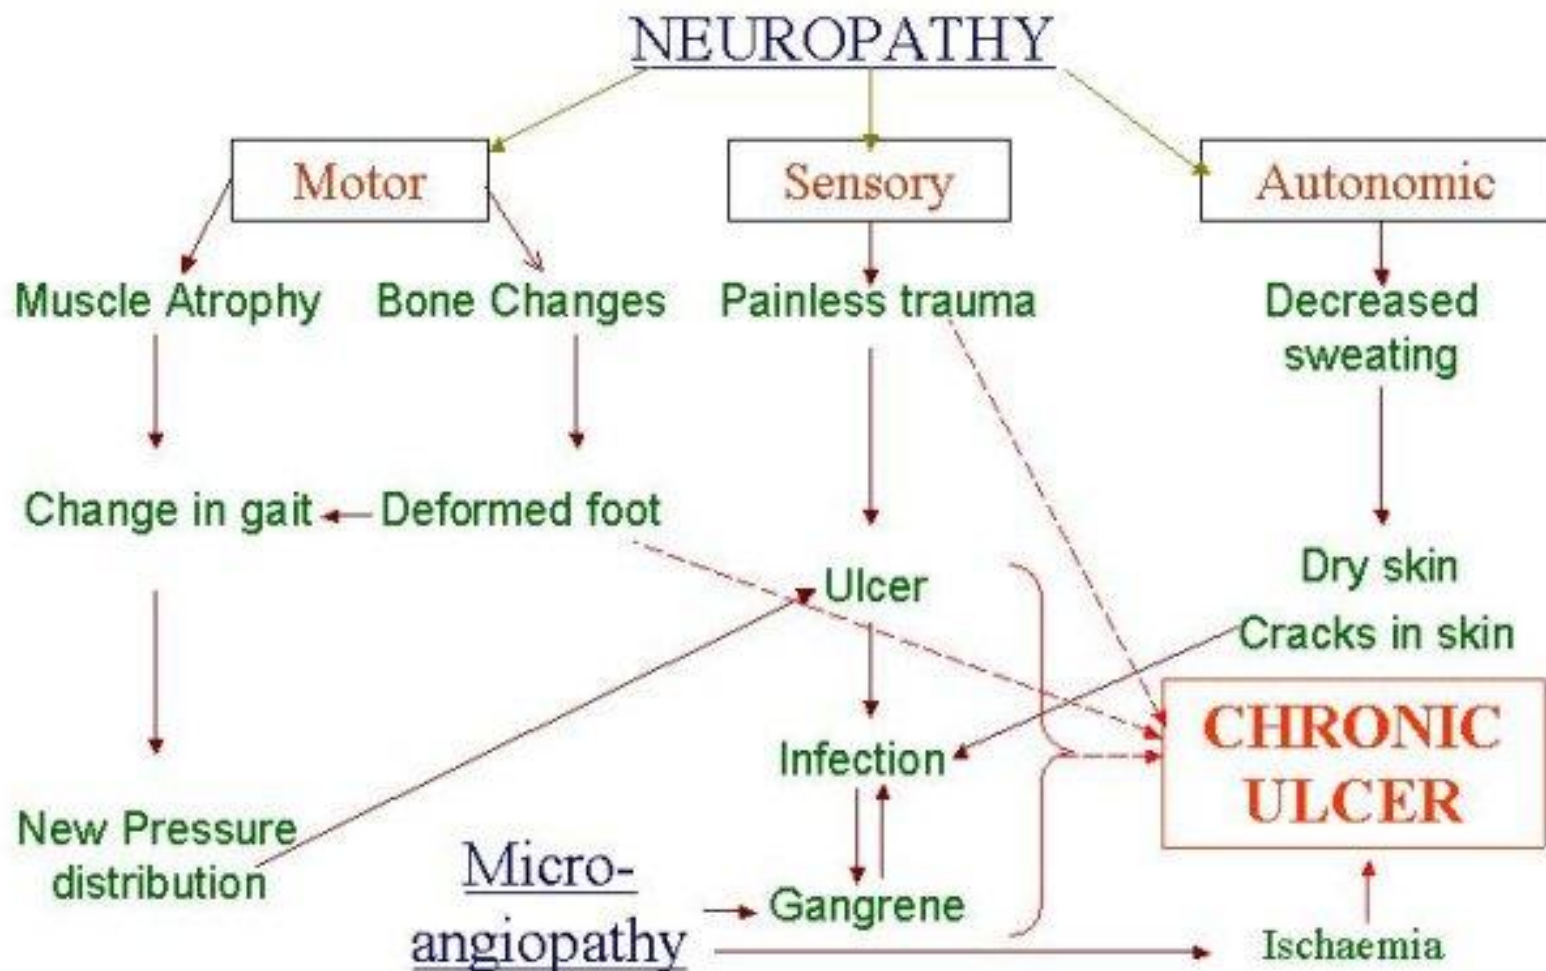 NEUROPATHY
Motor
Sensory
Autonomic
Muscle Atrophy
Bone Changes
Painless trauma
Decreased
sweating
Change in gait
Deformed foot
Ulcer
Dry skin
Cracks in skin
Infection
CHRONIC
ULCER
New Pressure
distribution
Micro-
angiopathy
Gangrene
Ischaemia